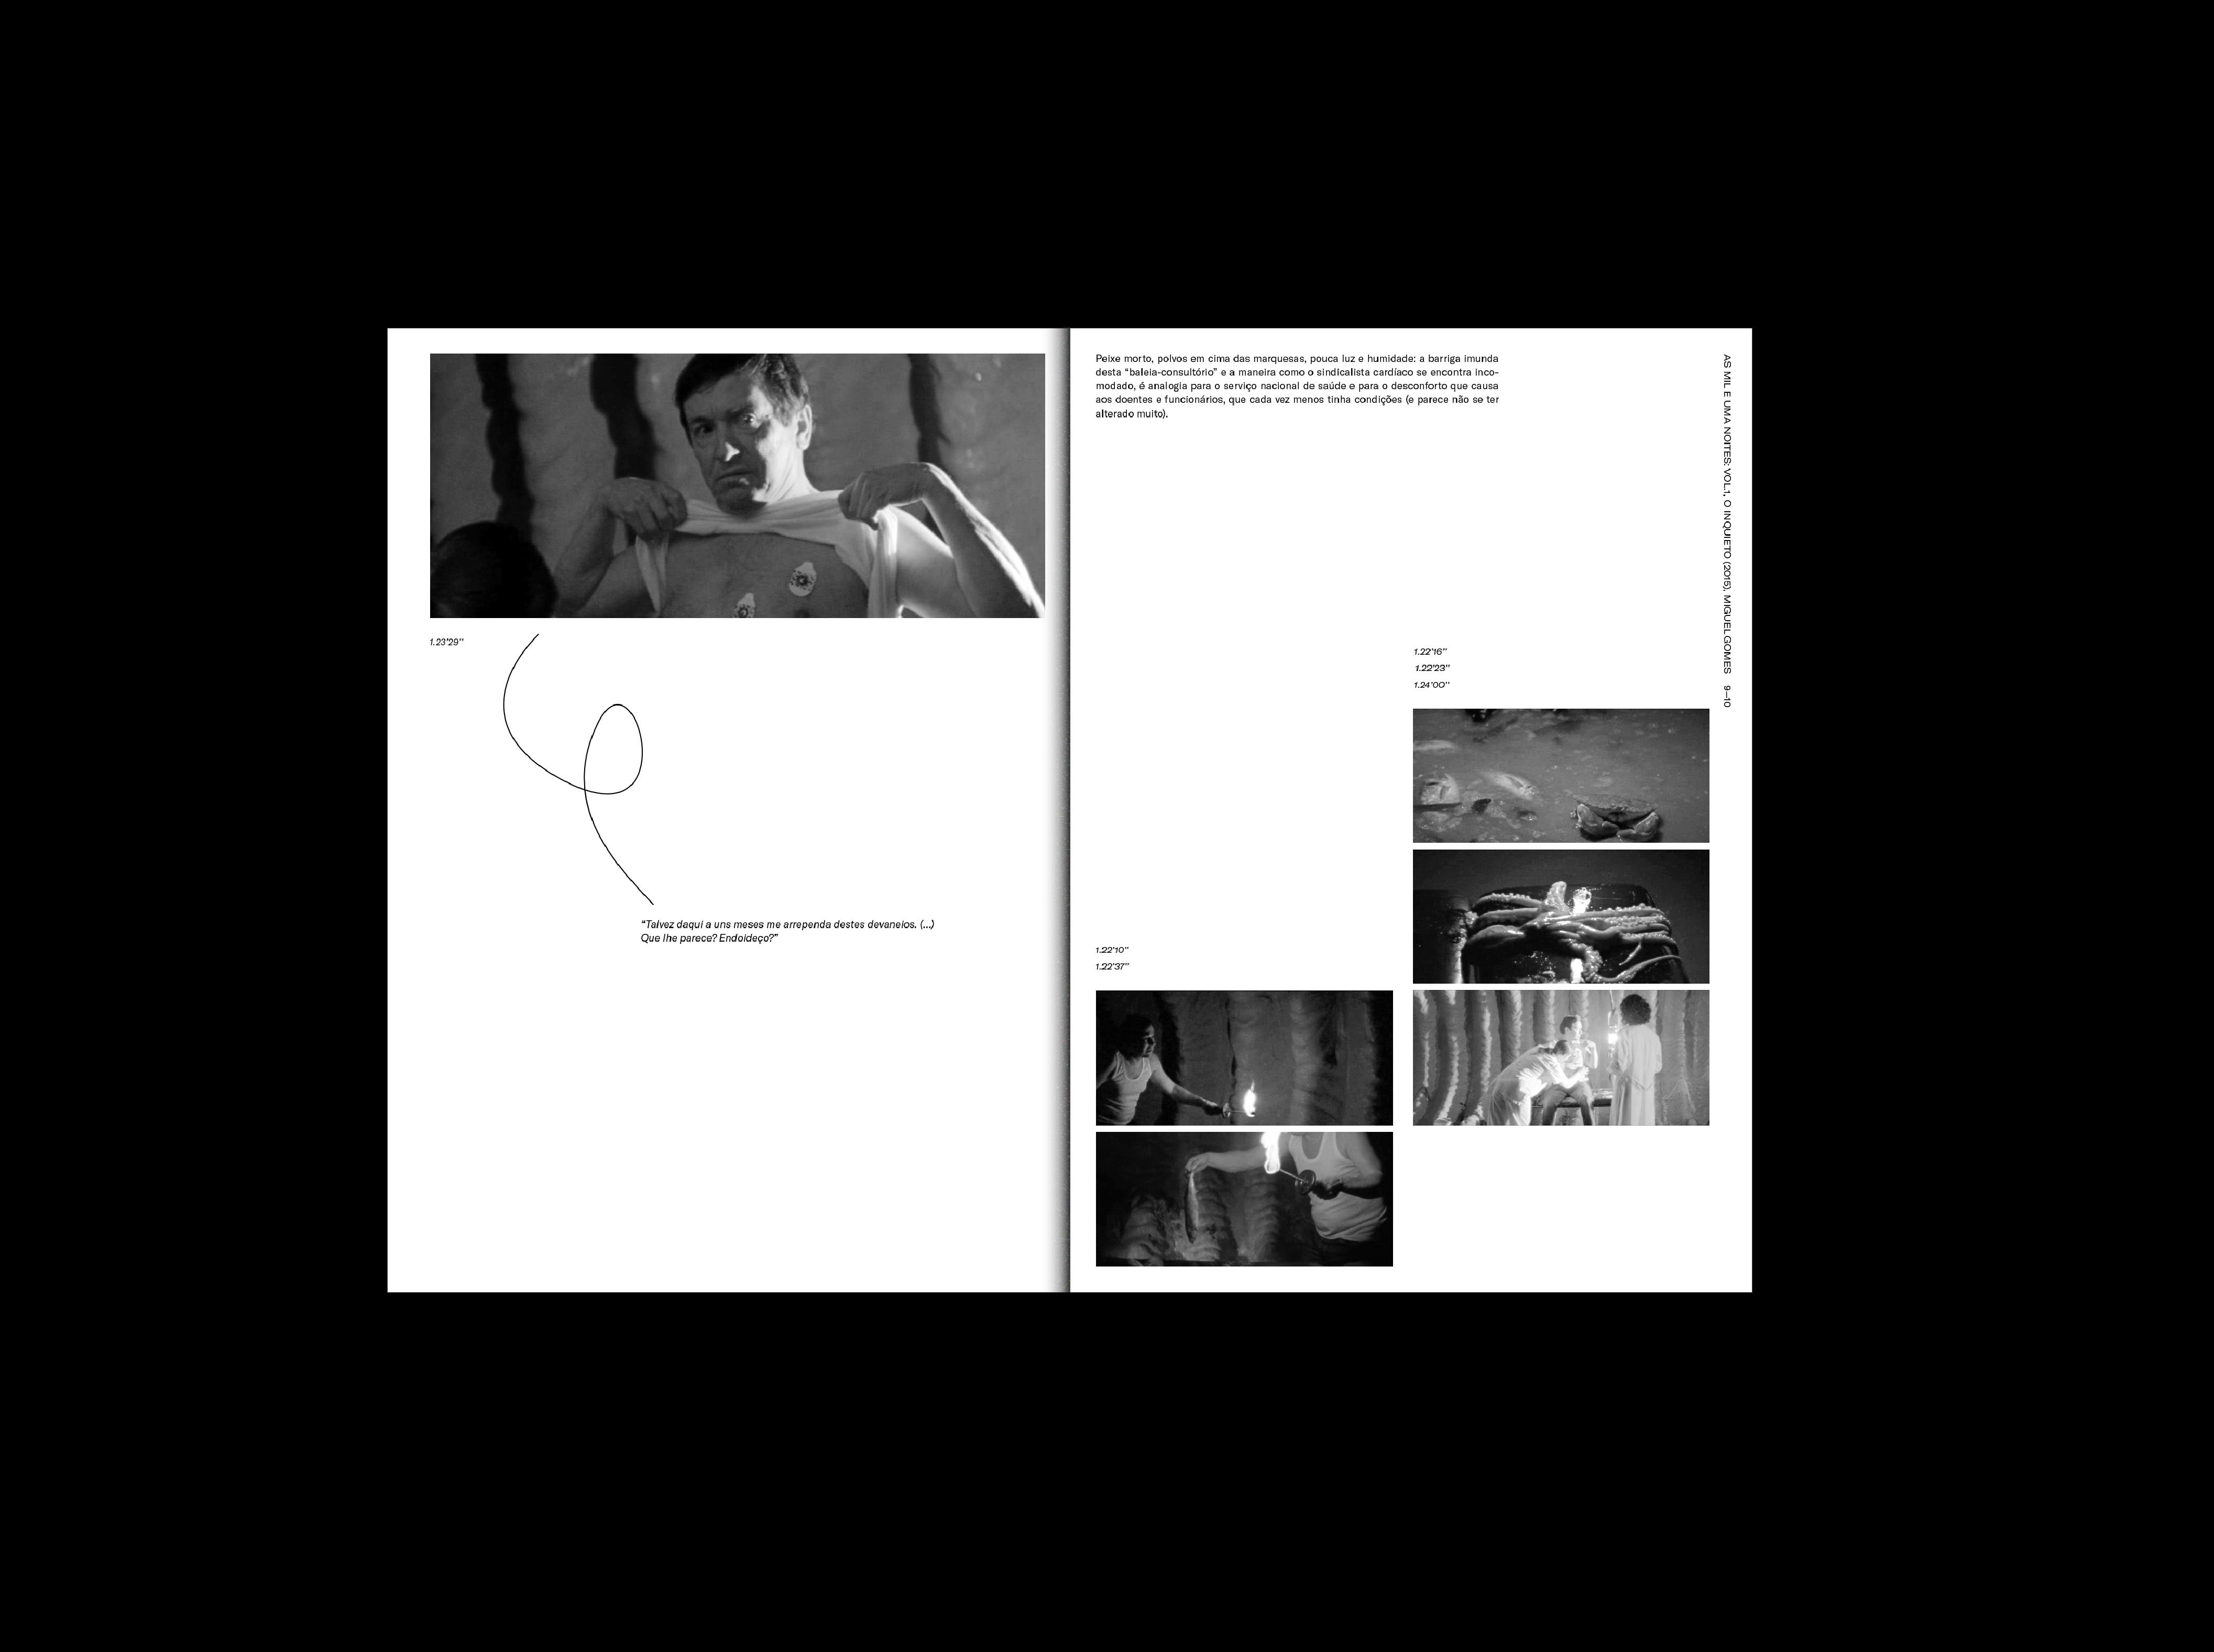 1.23'29''
“Talvez daqui a uns meses me arrependa destes devaneios. (...)
Que lhe parece? Endoideço?”
Peixe morto, polvos em cima das marquesas, pouca luz e humidade: a barriga imunda
desta “baleia-consultório” e a maneira como o sindicalista cardíaco se encontra inco-
modado, é analogia para o serviço nacional de saúde e para o desconforto que causa
aos doentes e funcionários, que cada vez menos tinha condições (e parece não se ter
alterado muito).
1.22'16''
1.22'23''
1.24'00''
1.22'10''
1.22'37''
AS MIL E UMA NOITES: VOL.1, O INQUIETO (2015), MIGUEL GOMES 9—10